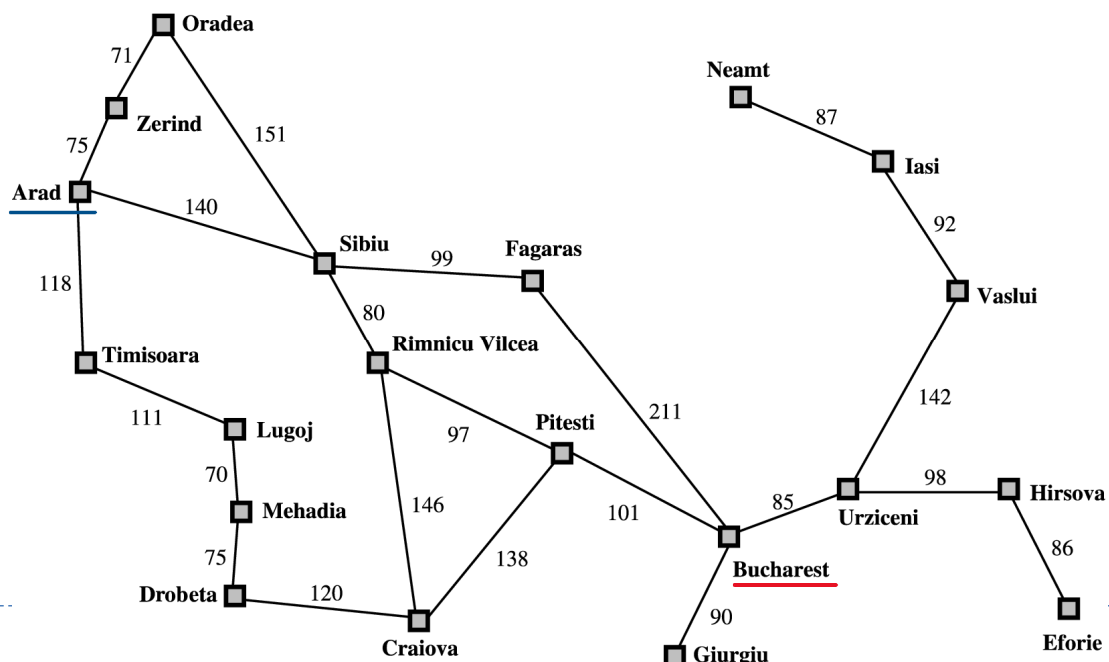 Oradea
71
Neamt
87
Zerind
151
75
Iasi
Arad
140
92
Sibiu
Fagaras
99
118
Vaslui
80
Timisoara
Rimnicu Vilcea
142
111
211
Pitesti
Lugoj
97
70
98
Hirsova
Mehadia
146
101
85
Urziceni
75
138
86
Bucharest
Drobeta
120
90
Eforie
Craiova
Giurgiu